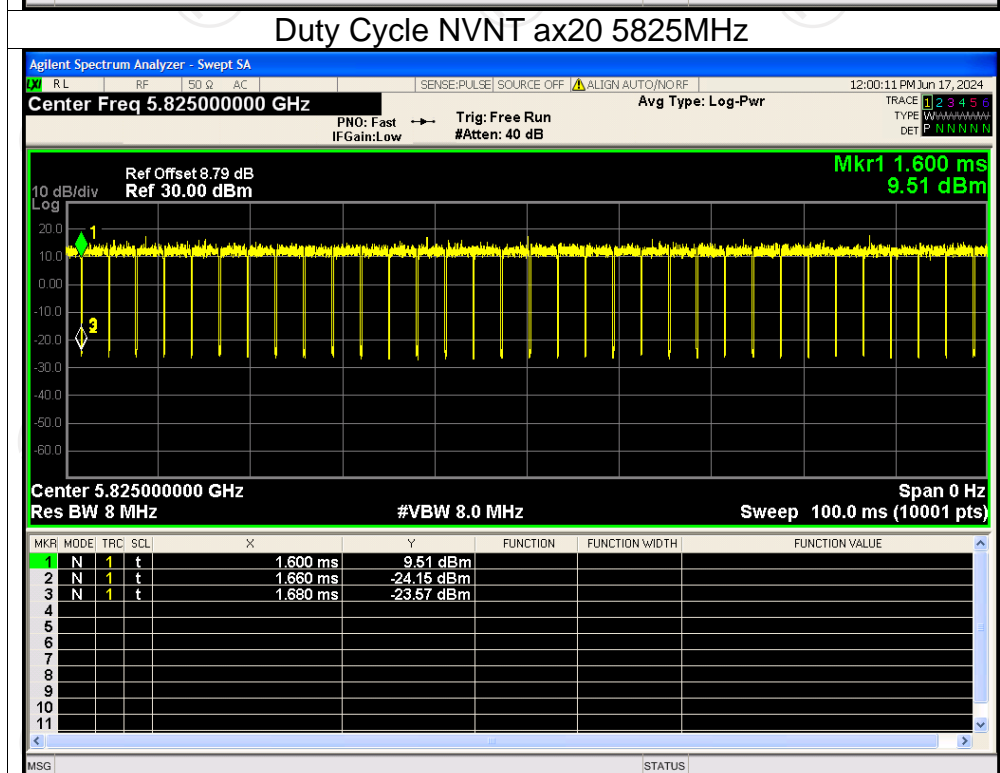 Duty Cycle NVNT ax20 5825MHz
Agilent Spectrum Analyzer - Swept SA
LXI RL RF 50 Ω AC SENSE:PULSE SOURCE OFF ALIGN AUTO/NO RF 12:00:11 PM Jun 17, 2024
Center Freq 5.825000000 GHz Avg Type: Log-Pwr TRACE 1 2 3 4 5 6
PNO: Fast Trig: Free Run TYPE WWWWWW
IFGain:Low #Atten: 40 dB DET P N N N N N
Mkr1 1.600 ms
Ref Offset 8.79 dB
10 dB/div Ref 30.00 dBm 9.51 dBm
Log
20.0
1
10.0
0.00
-10.0
3
-20.0
-30.0
-40.0
-50.0
-60.0
Center 5.825000000 GHz Span 0 Hz
Res BW 8 MHz #VBW 8.0 MHz Sweep 100.0 ms (10001 pts)
MKR MODE TRC SCL X Y FUNCTION FUNCTION WIDTH FUNCTION VALUE
1 N 1 t 1.600 ms 9.51 dBm
2 N 1 t 1.660 ms -24.15 dBm
3 N 1 t 1.680 ms -23.57 dBm
4
5
6
7
8
9
10
11
MSG STATUS